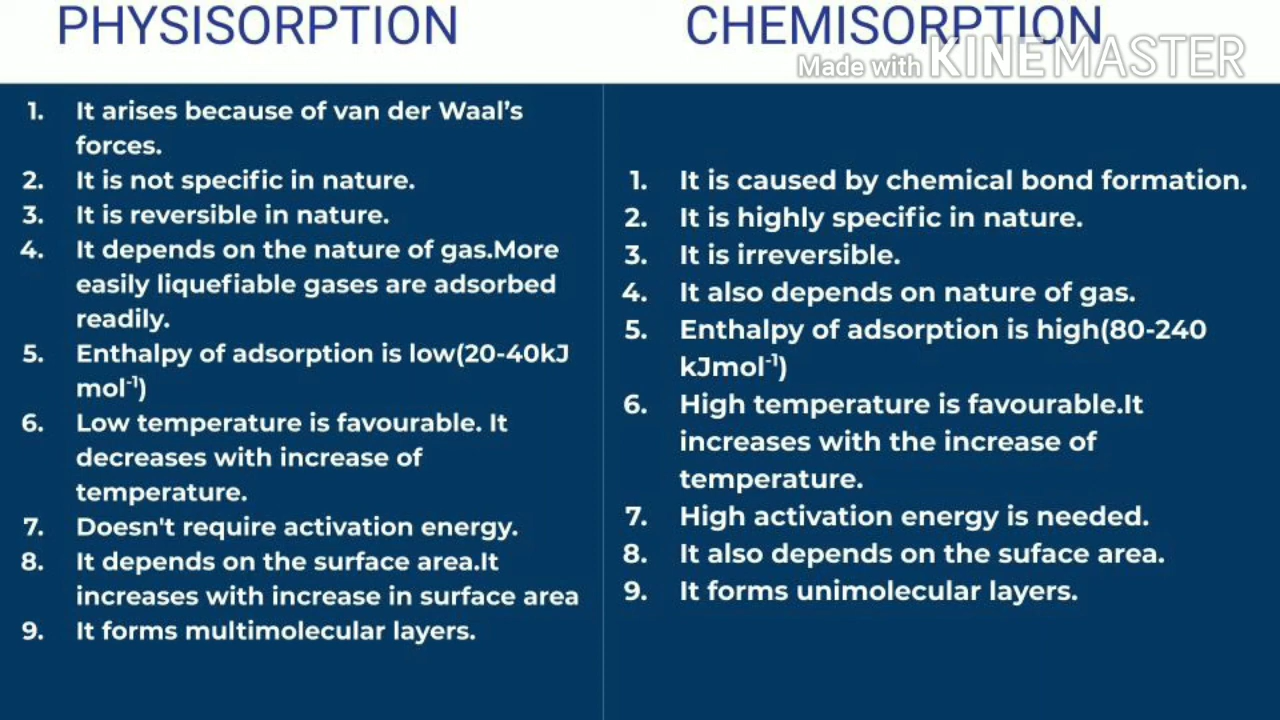 PHYSISORPTION
1. It arises because of van der Waal’s
forces.
2. It is not specific in nature.
3. It is reversible in nature.
4. It depends on the nature of gas.More
easily liquefiable gases are adsorbed
readily.
5. Enthalpy of adsorption is low(20-40kJ
mol⁻¹)
6. Low temperature is favourable. It
decreases with increase of
temperature.
7. Doesn't require activation energy.
8. It depends on the surface area.It
increases with increase in surface area
9. It forms multimolecular layers.
CHEMISORPTION
Made with KINEMASTER
1. It is caused by chemical bond formation.
2. It is highly specific in nature.
3. It is irreversible.
4. It also depends on nature of gas.
5. Enthalpy of adsorption is high(80-240
kJmol⁻¹)
6. High temperature is favourable.It
increases with the increase of
temperature.
7. High activation energy is needed.
8. It also depends on the suface area.
9. It forms unimolecular layers.